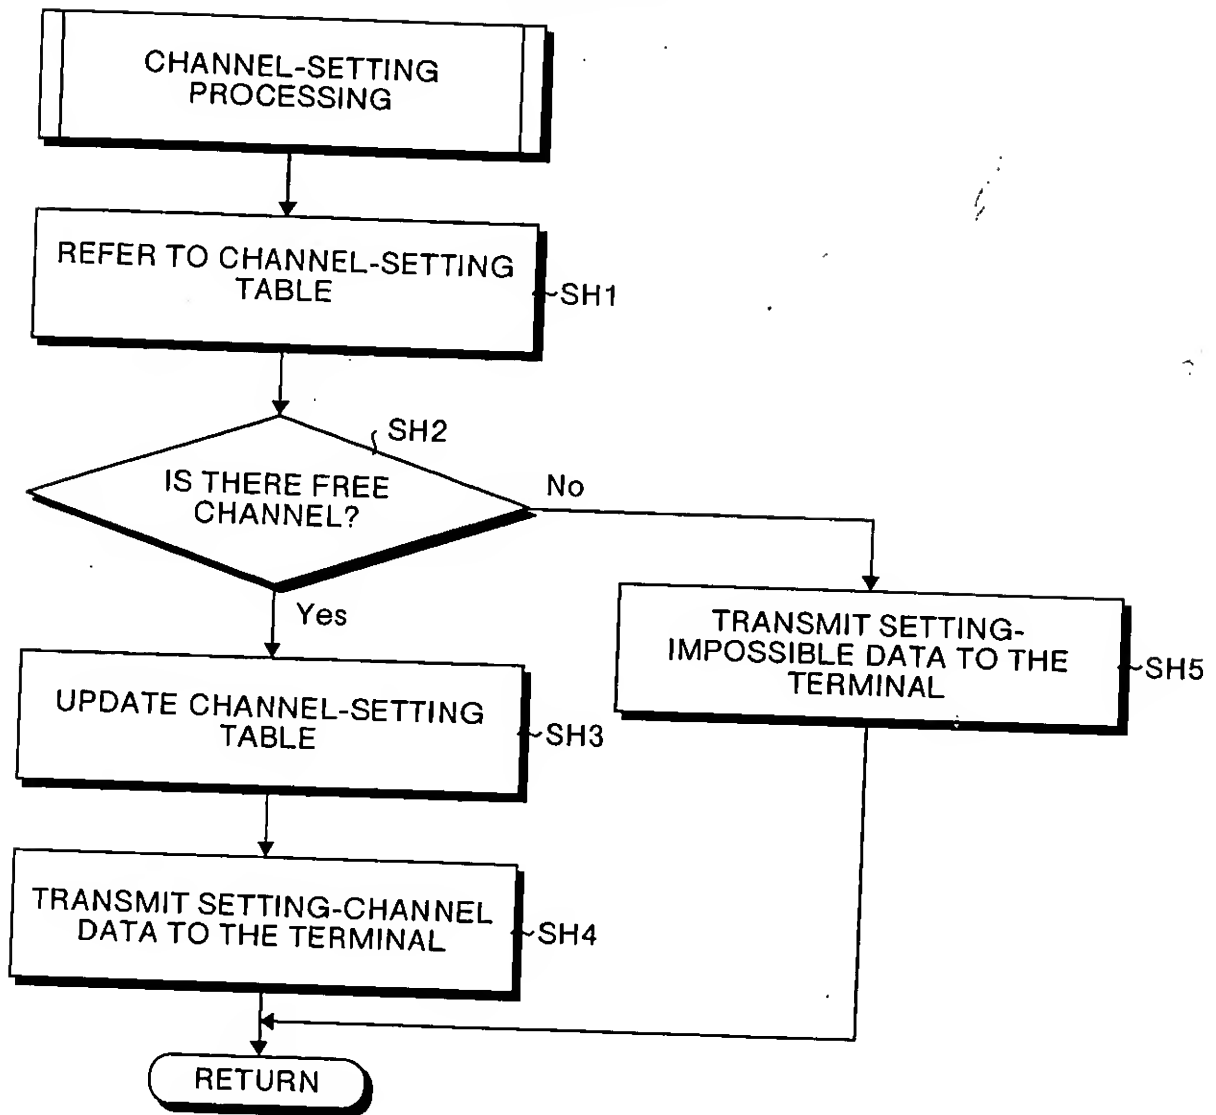 CHANNEL-SETTING
PROCESSING
REFER TO CHANNEL-SETTING
TABLE
SH1
SH2
IS THERE FREE
CHANNEL?
No
Yes
TRANSMIT SETTING-
IMPOSSIBLE DATA TO THE
TERMINAL
SH5
UPDATE CHANNEL-SETTING
TABLE
SH3
TRANSMIT SETTING-CHANNEL
DATA TO THE TERMINAL
SH4
RETURN